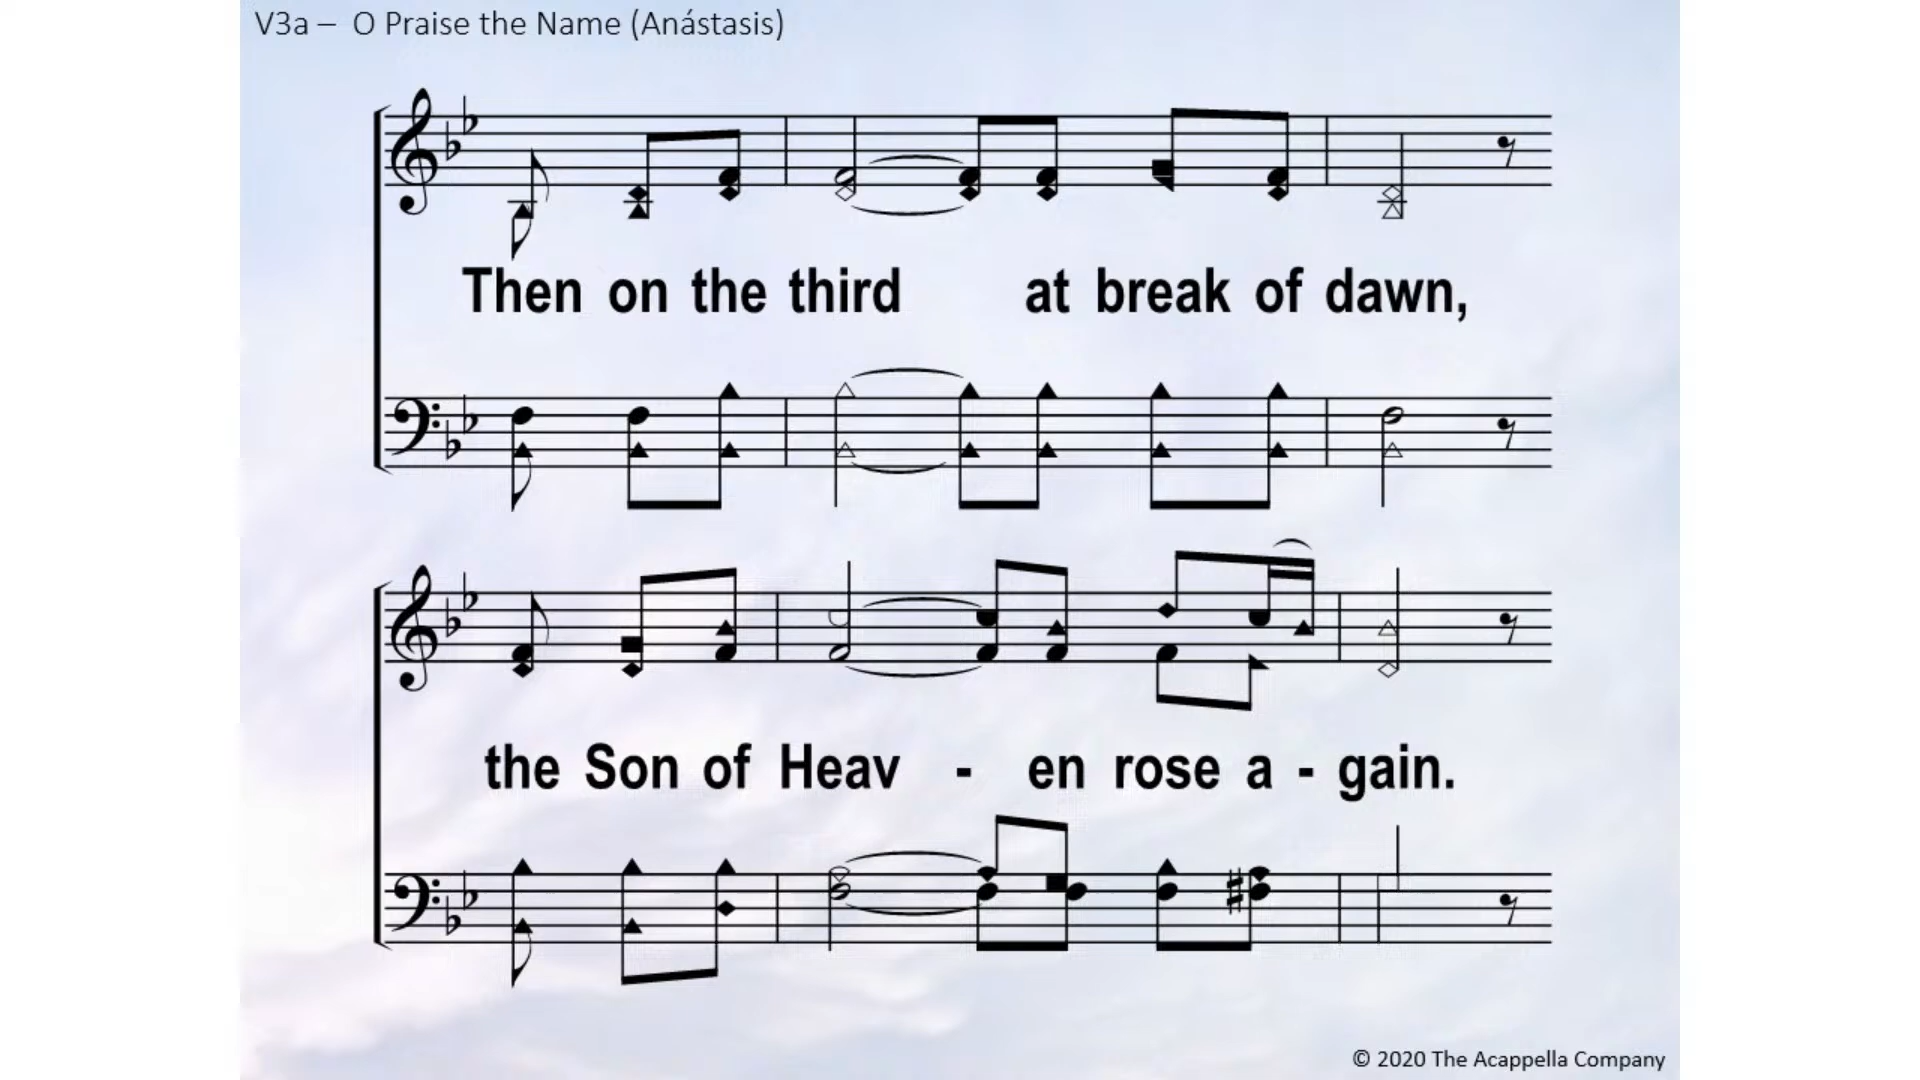 V3a – O Praise the Name (Anástasis)
Then on the third at break of dawn,
the Son of Heav - en rose a - gain.
© 2020 The Acappella Company